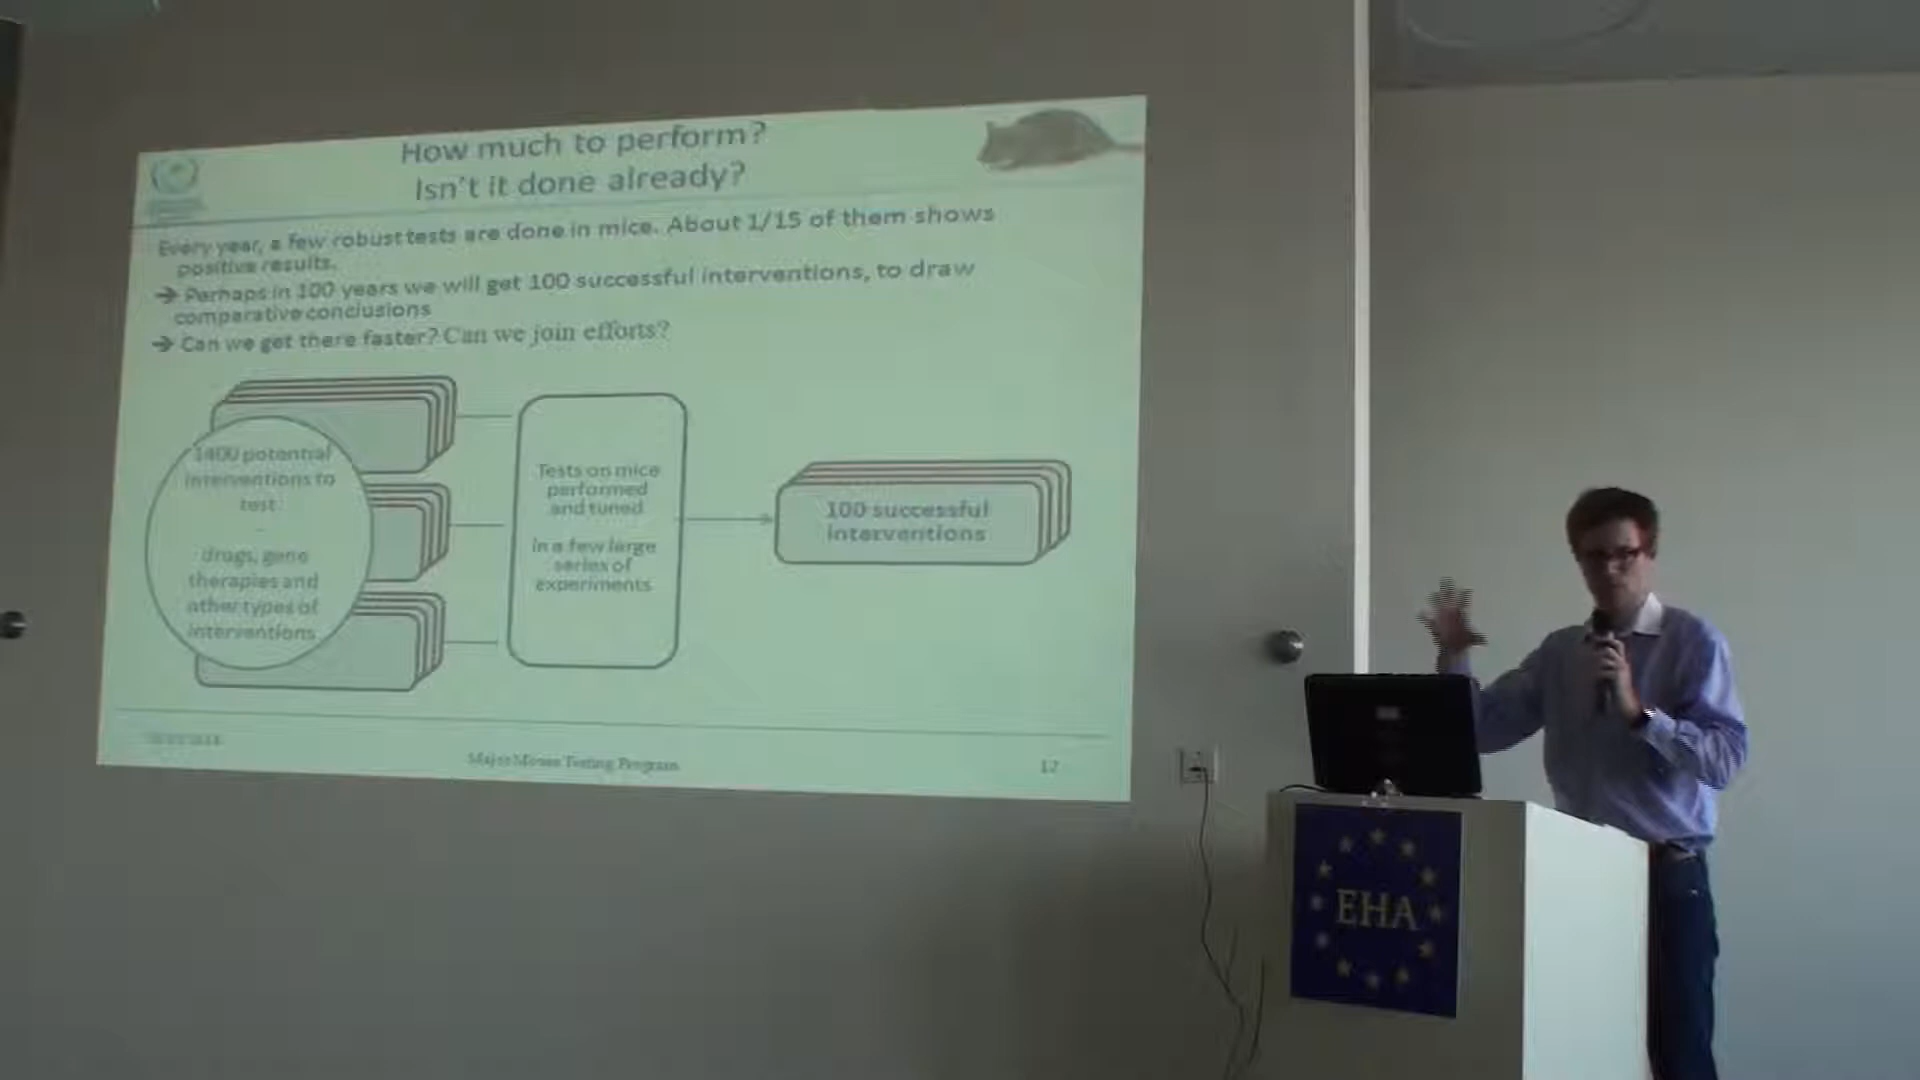 How much to perform?
Isn't it done already?
Every year, a few robust tests are done in mice. About 1/15 of them shows
positive results.
→ Perhaps in 100 years we will get 100 successful interventions, to draw
comparative conclusions
→ Can we get there faster? Can we join efforts?
1400 potential
interventions to
test
-
drugs, gene
therapies and
other types of
interventions
Tests on mice
performed
and tuned
in a few large
series of
experiments
100 successful
interventions
Major Mouse Testing Program
12
EHA